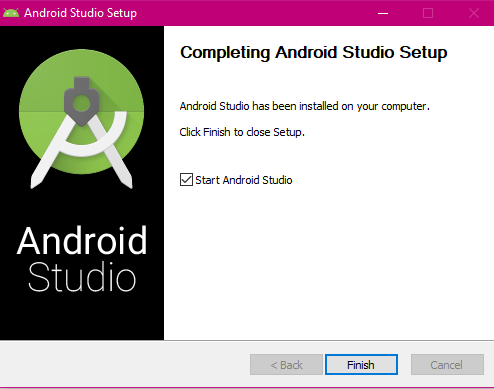 Android Studio Setup
Completing Android Studio Setup
Android Studio has been installed on your computer.
Click Finish to close Setup.
Start Android Studio
Android
Studio
< Back
Finish
Cancel